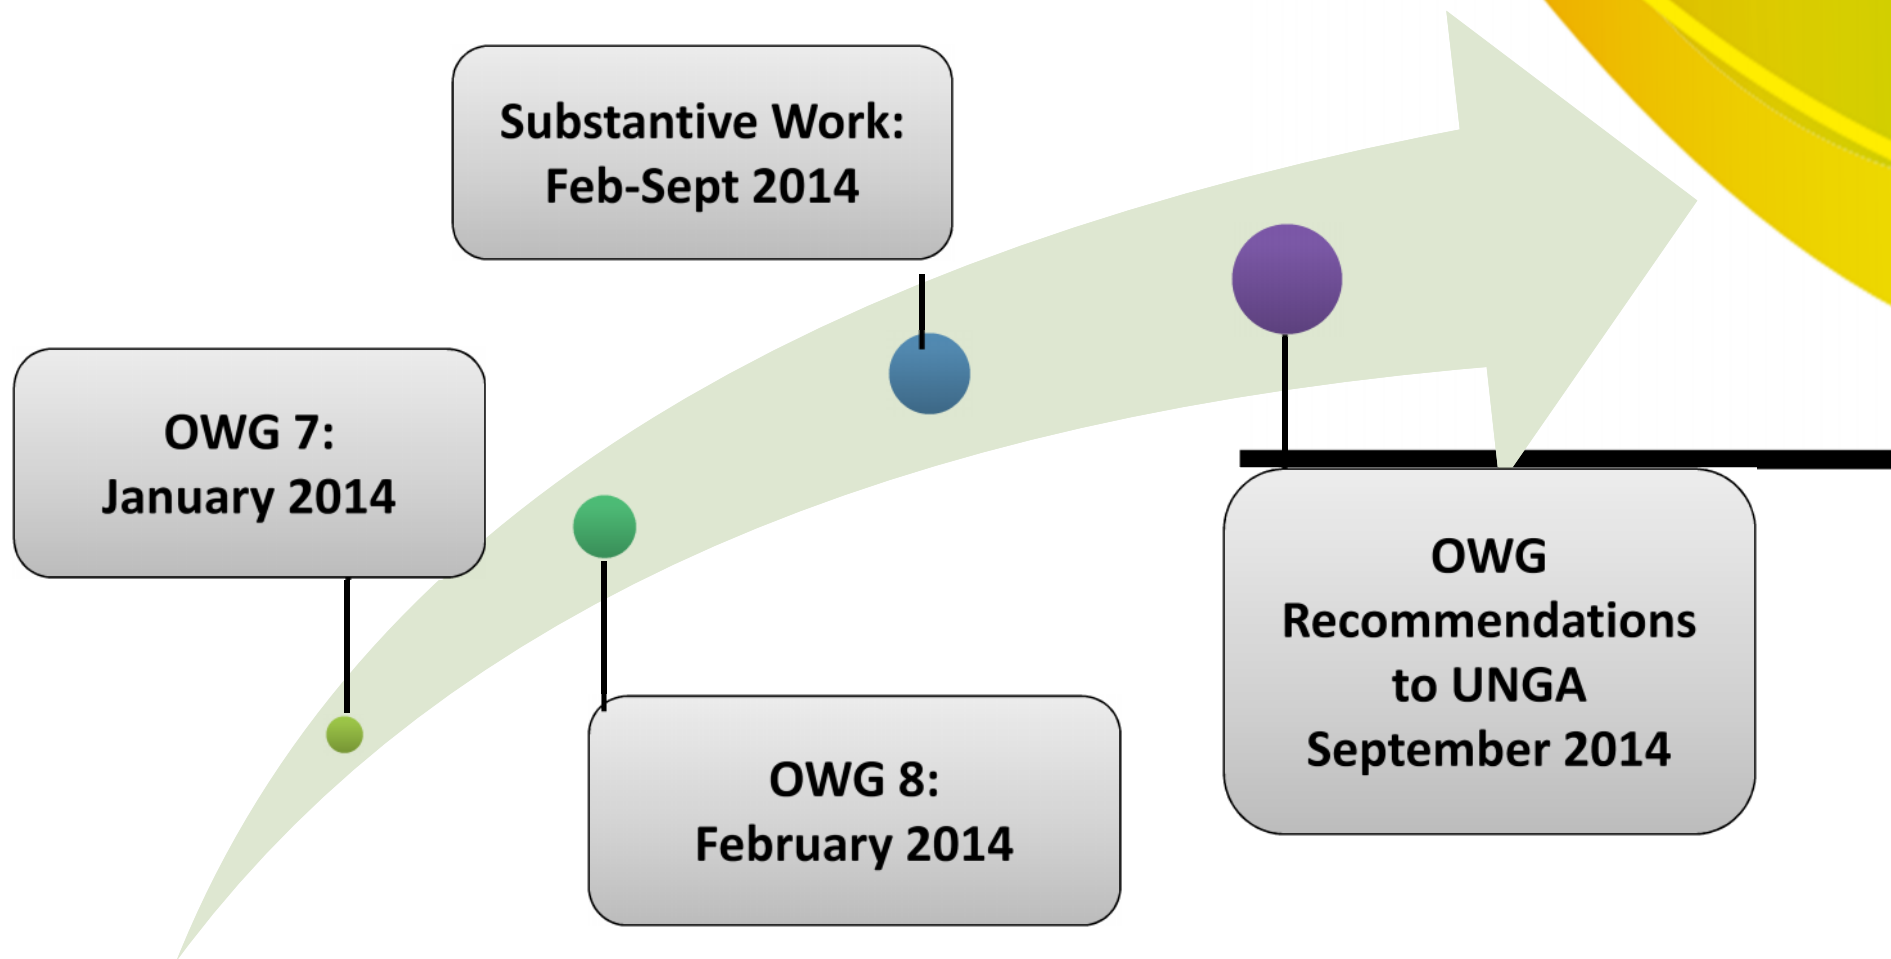 Substantive Work:
Feb-Sept 2014
OWG 7:
January 2014
OWG 8:
February 2014
OWG
Recommendations
to UNGA
September 2014